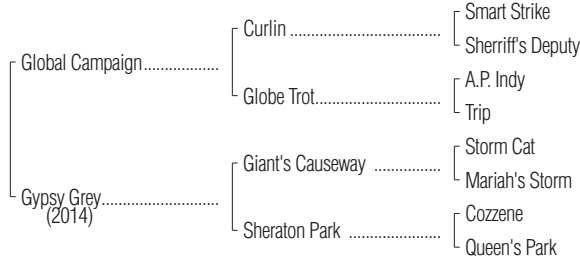 Smart Strike
Curlin ........................................
Sherriff's Deputy
Global Campaign....................
A.P. Indy
Globe Trot..................................
Trip
Storm Cat
Giant's Causeway ..................
Mariah's Storm
Gypsy Grey...............................
(2014)
Cozzene
Sheraton Park ........................
Queen's Park